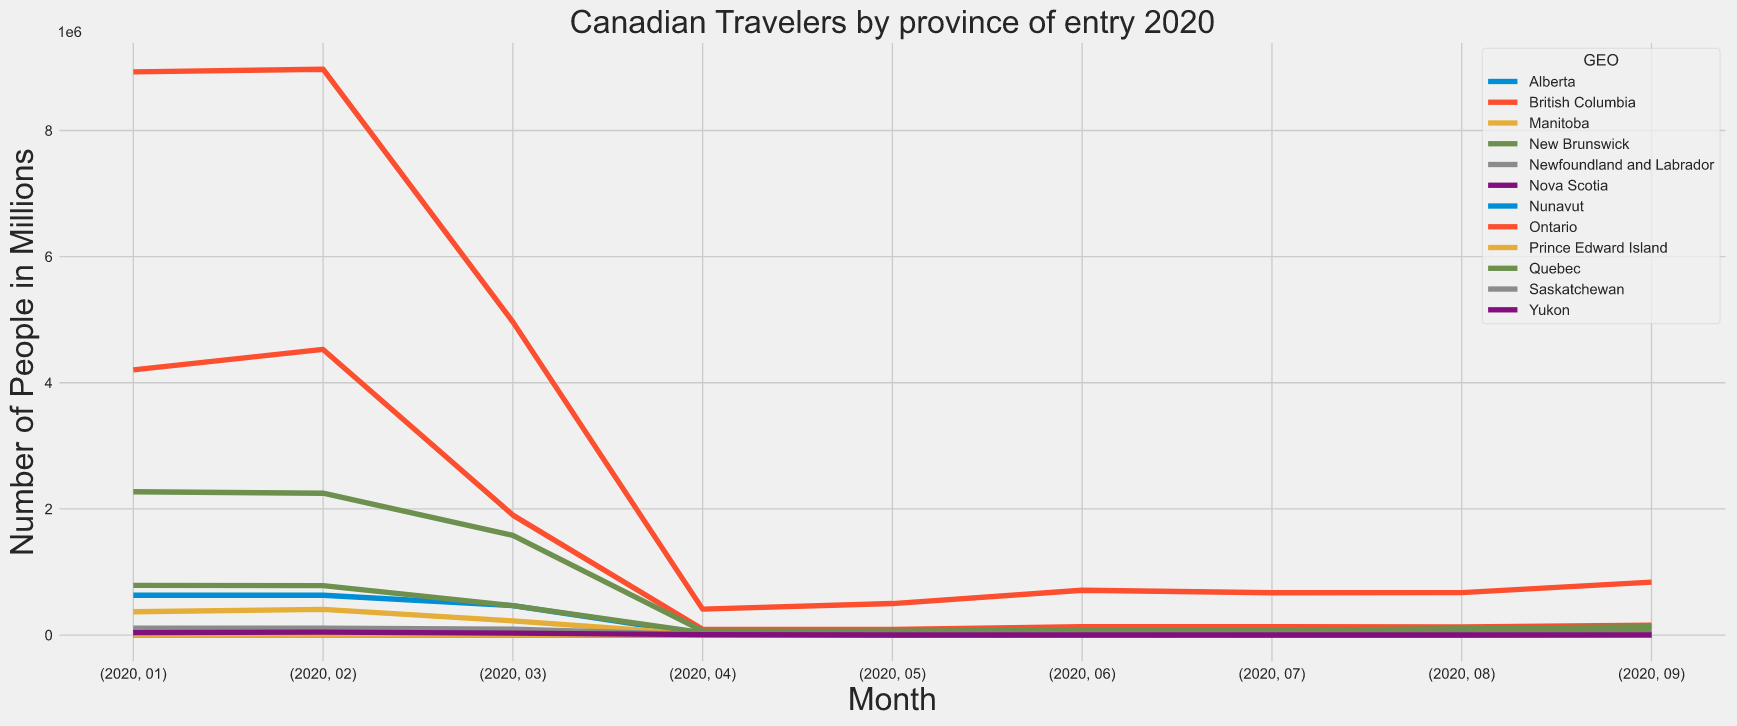 Canadian Travelers by province of entry 2020
1e6
GEO
Alberta
British Columbia
Manitoba
New Brunswick
Newfoundland and Labrador
Nova Scotia
Nunavut
Ontario
Prince Edward Island
Quebec
Saskatchewan
Yukon
Number of People in Millions
8
6
4
2
0
(2020, 01) (2020, 02) (2020, 03) (2020, 04) (2020, 05) (2020, 06) (2020, 07) (2020, 08) (2020, 09)
Month